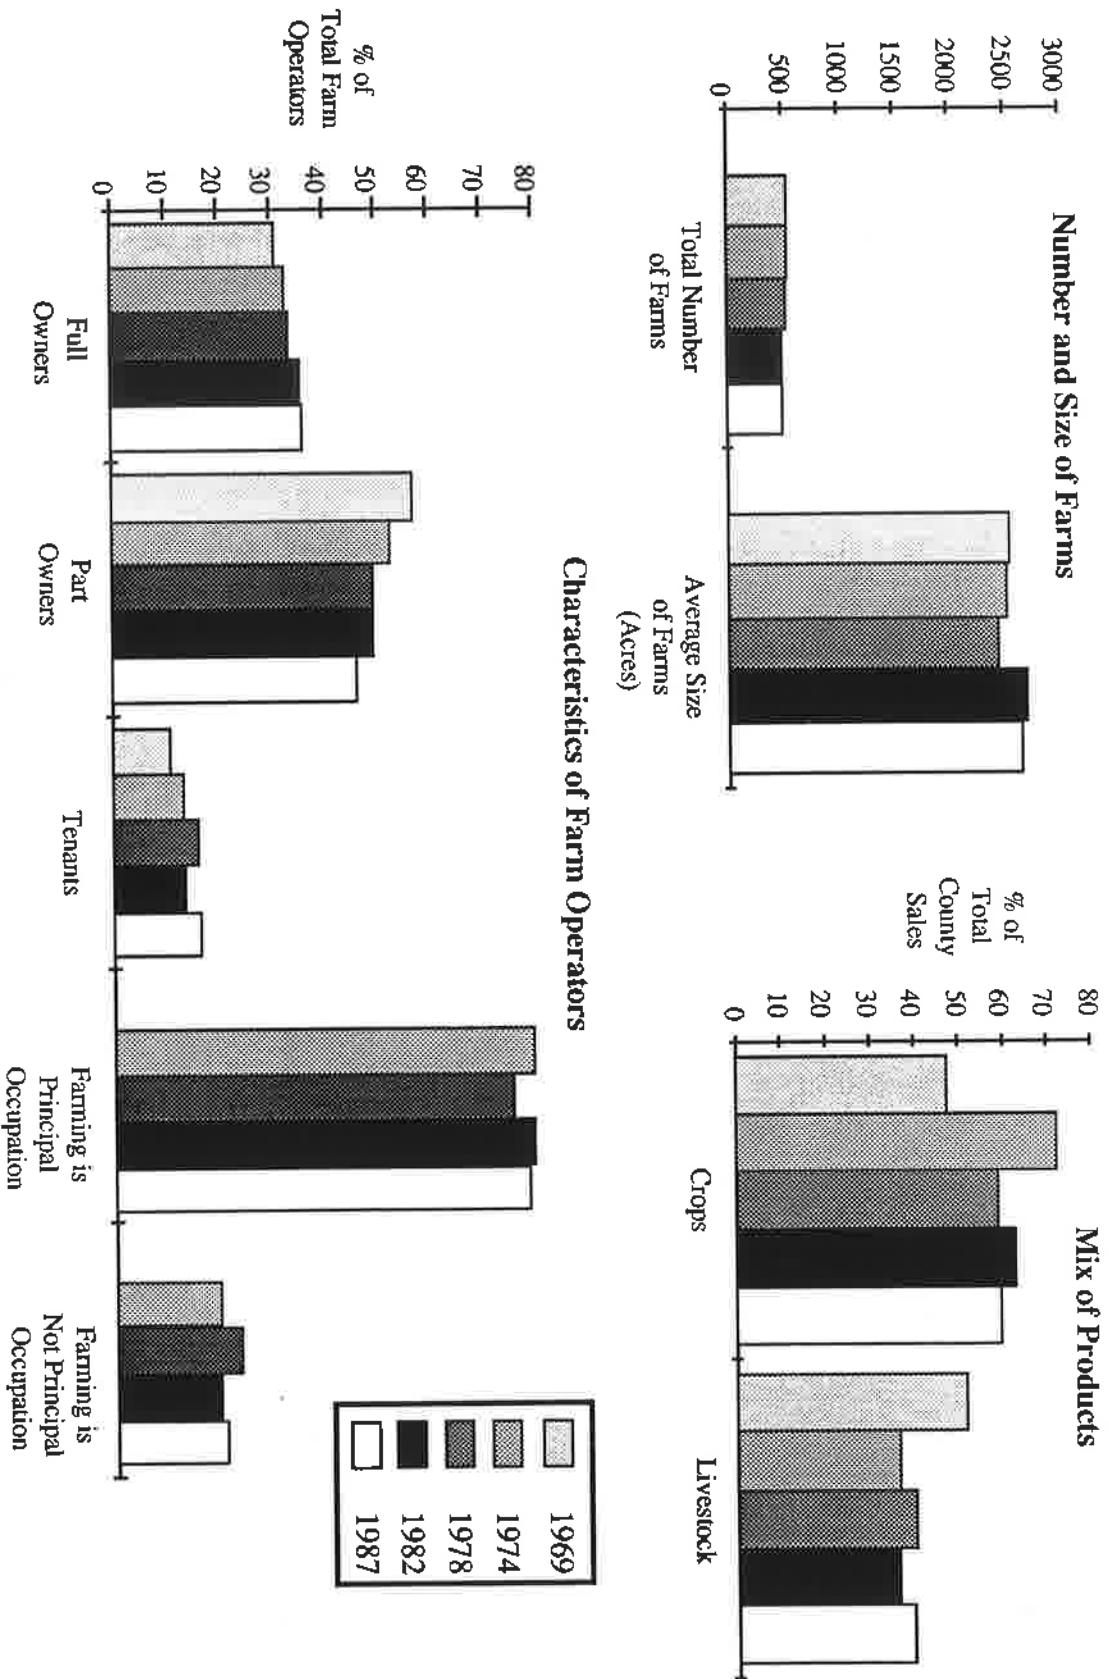 Number and Size of Farms
3000
2500
2000
1500
1000
500
0
Total Number
of Farms
Average Size
of Farms
(Acres)
Mix of Products
% of
Total
County
Sales
80
70
60
50
40
30
20
10
0
Crops
Livestock
Characteristics of Farm Operators
% of
Total Farm
Operators
80
70
60
50
40
30
20
10
0
Full
Owners
Part
Owners
Tenants
Farming is
Principal
Occupation
Farming is
Not Principal
Occupation
1969
1974
1978
1982
1987